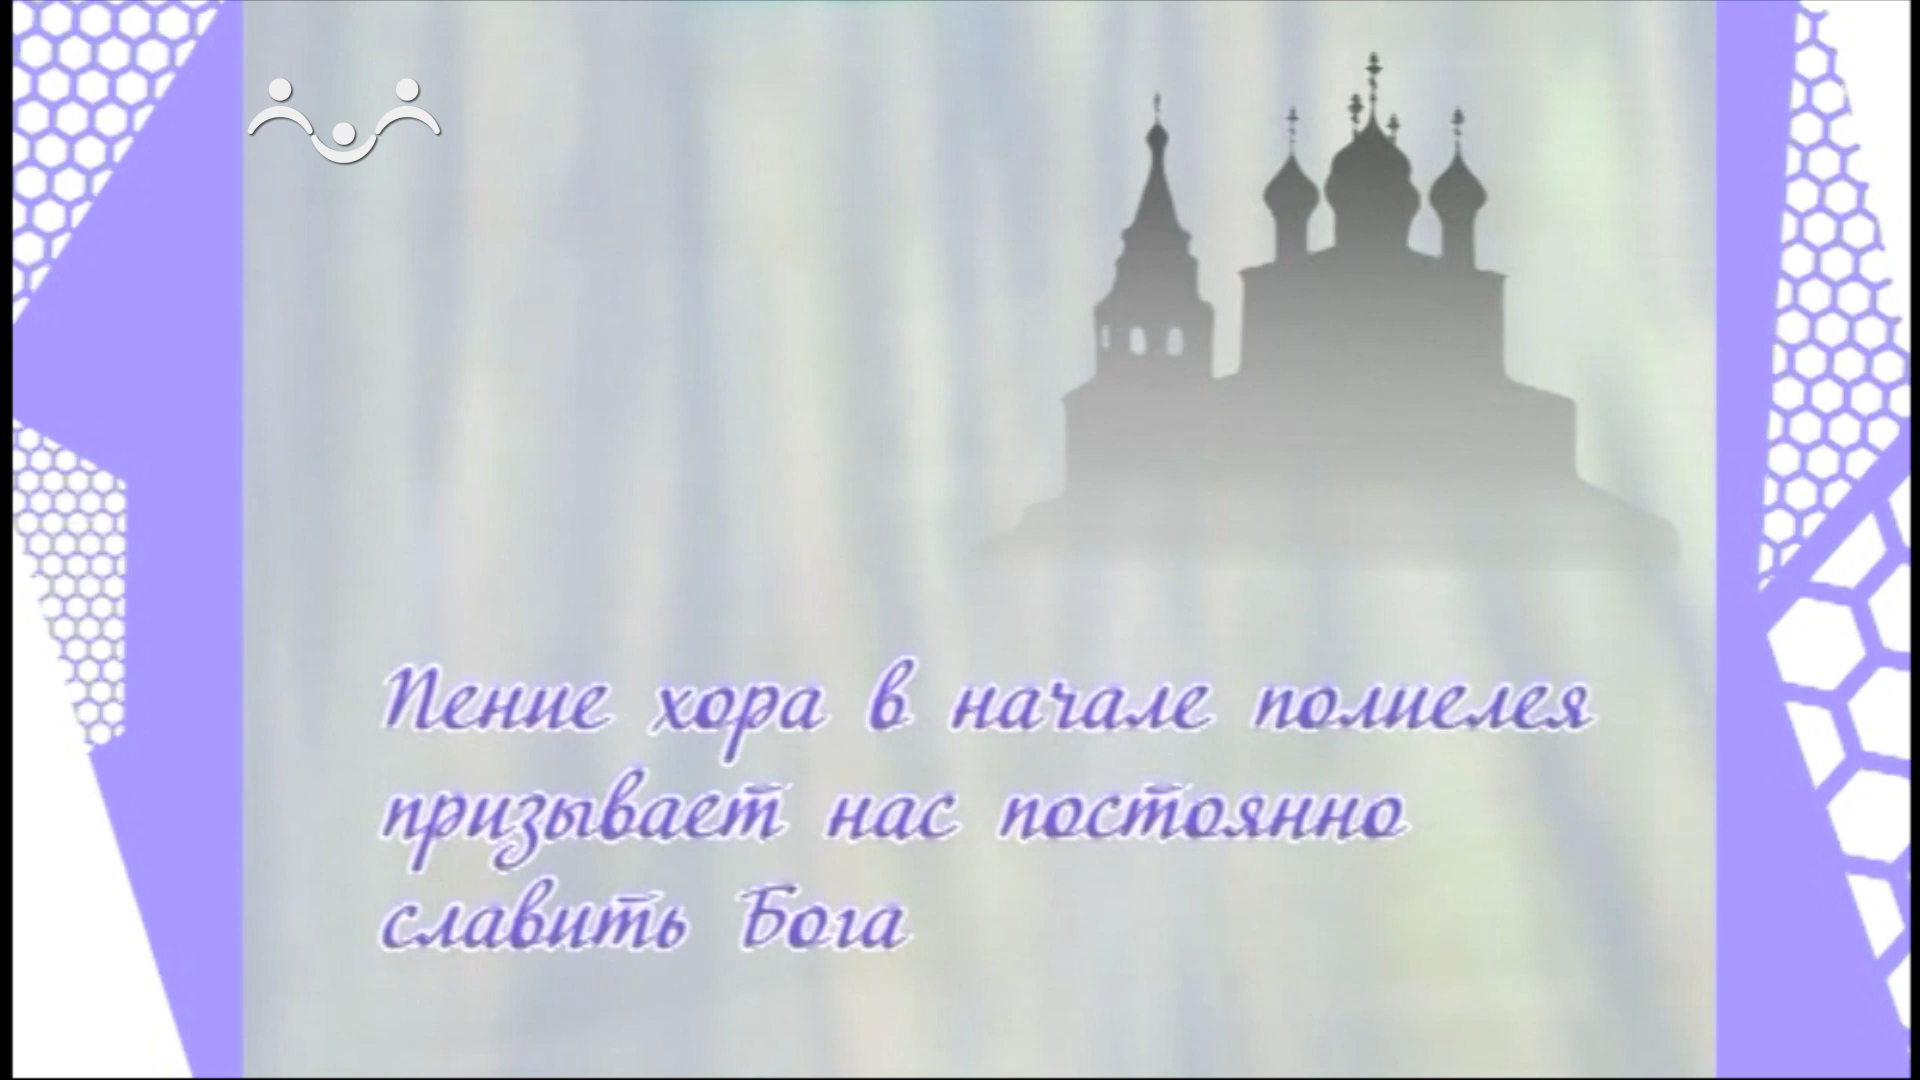 Пение хора в начале полиелея
призывает нас постоянно
славить Бога